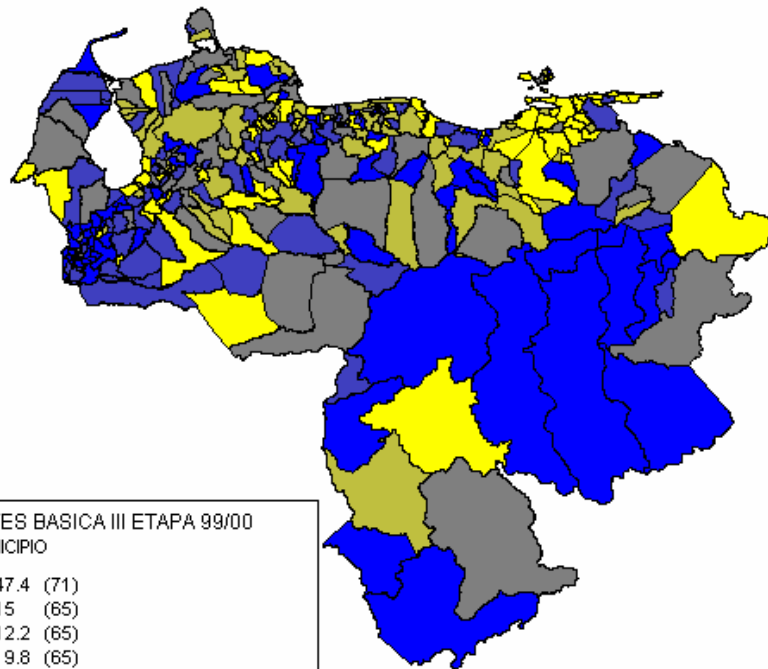 ES BASICA III ETAPA 99/00
ICIPIO
47.4 (71)
15 (65)
12.2 (65)
9.8 (65)